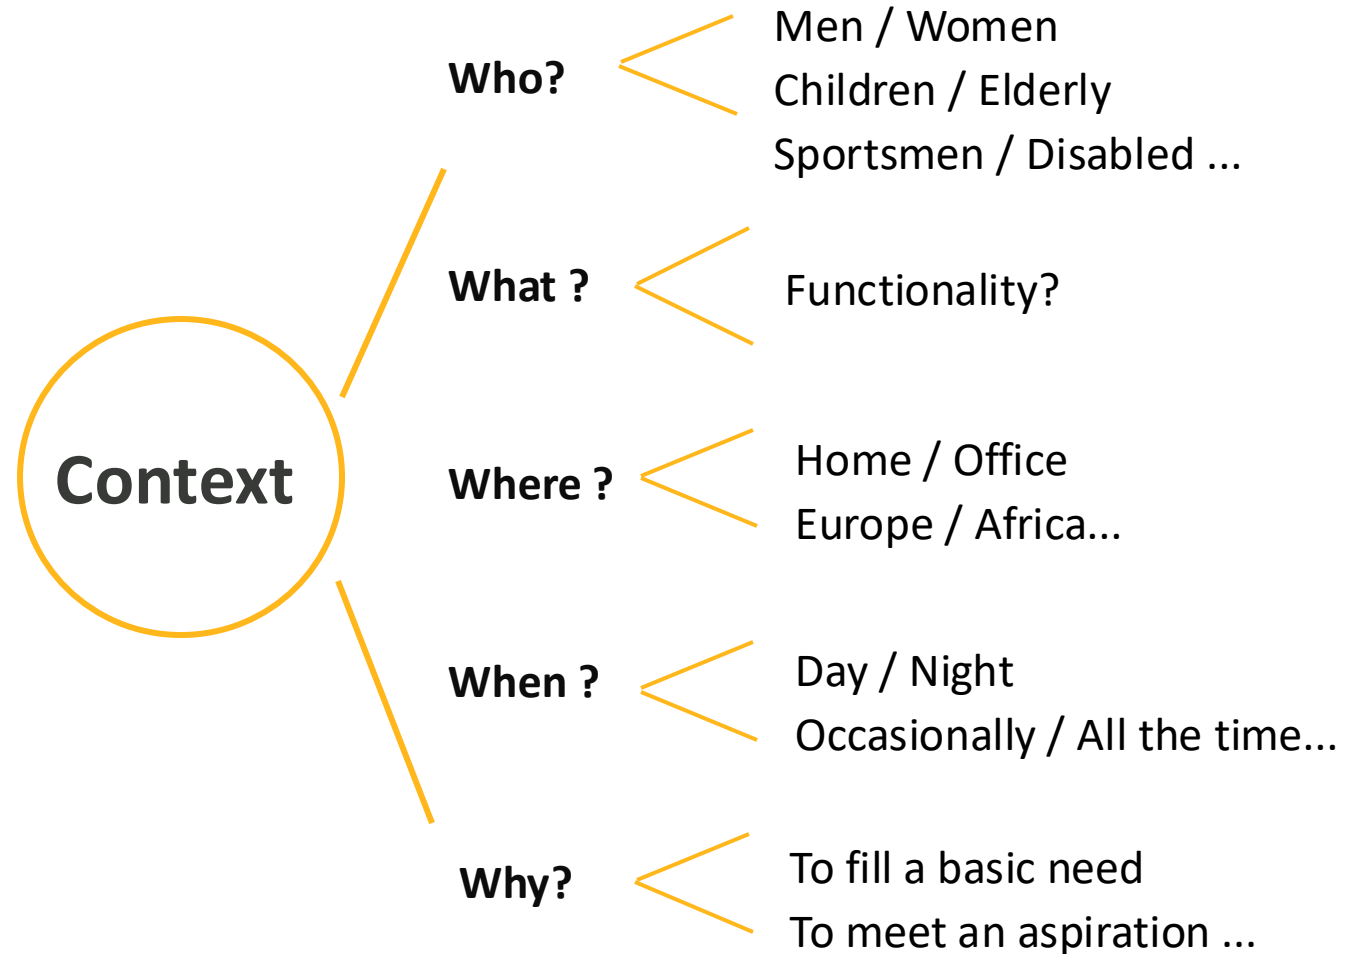 Context
Who?
Men / Women
Children / Elderly
Sportsmen / Disabled ...
What ?
Functionality?
Where ?
Home / Office
Europe / Africa...
When ?
Day / Night
Occasionally / All the time...
Why?
To fill a basic need
To meet an aspiration ...